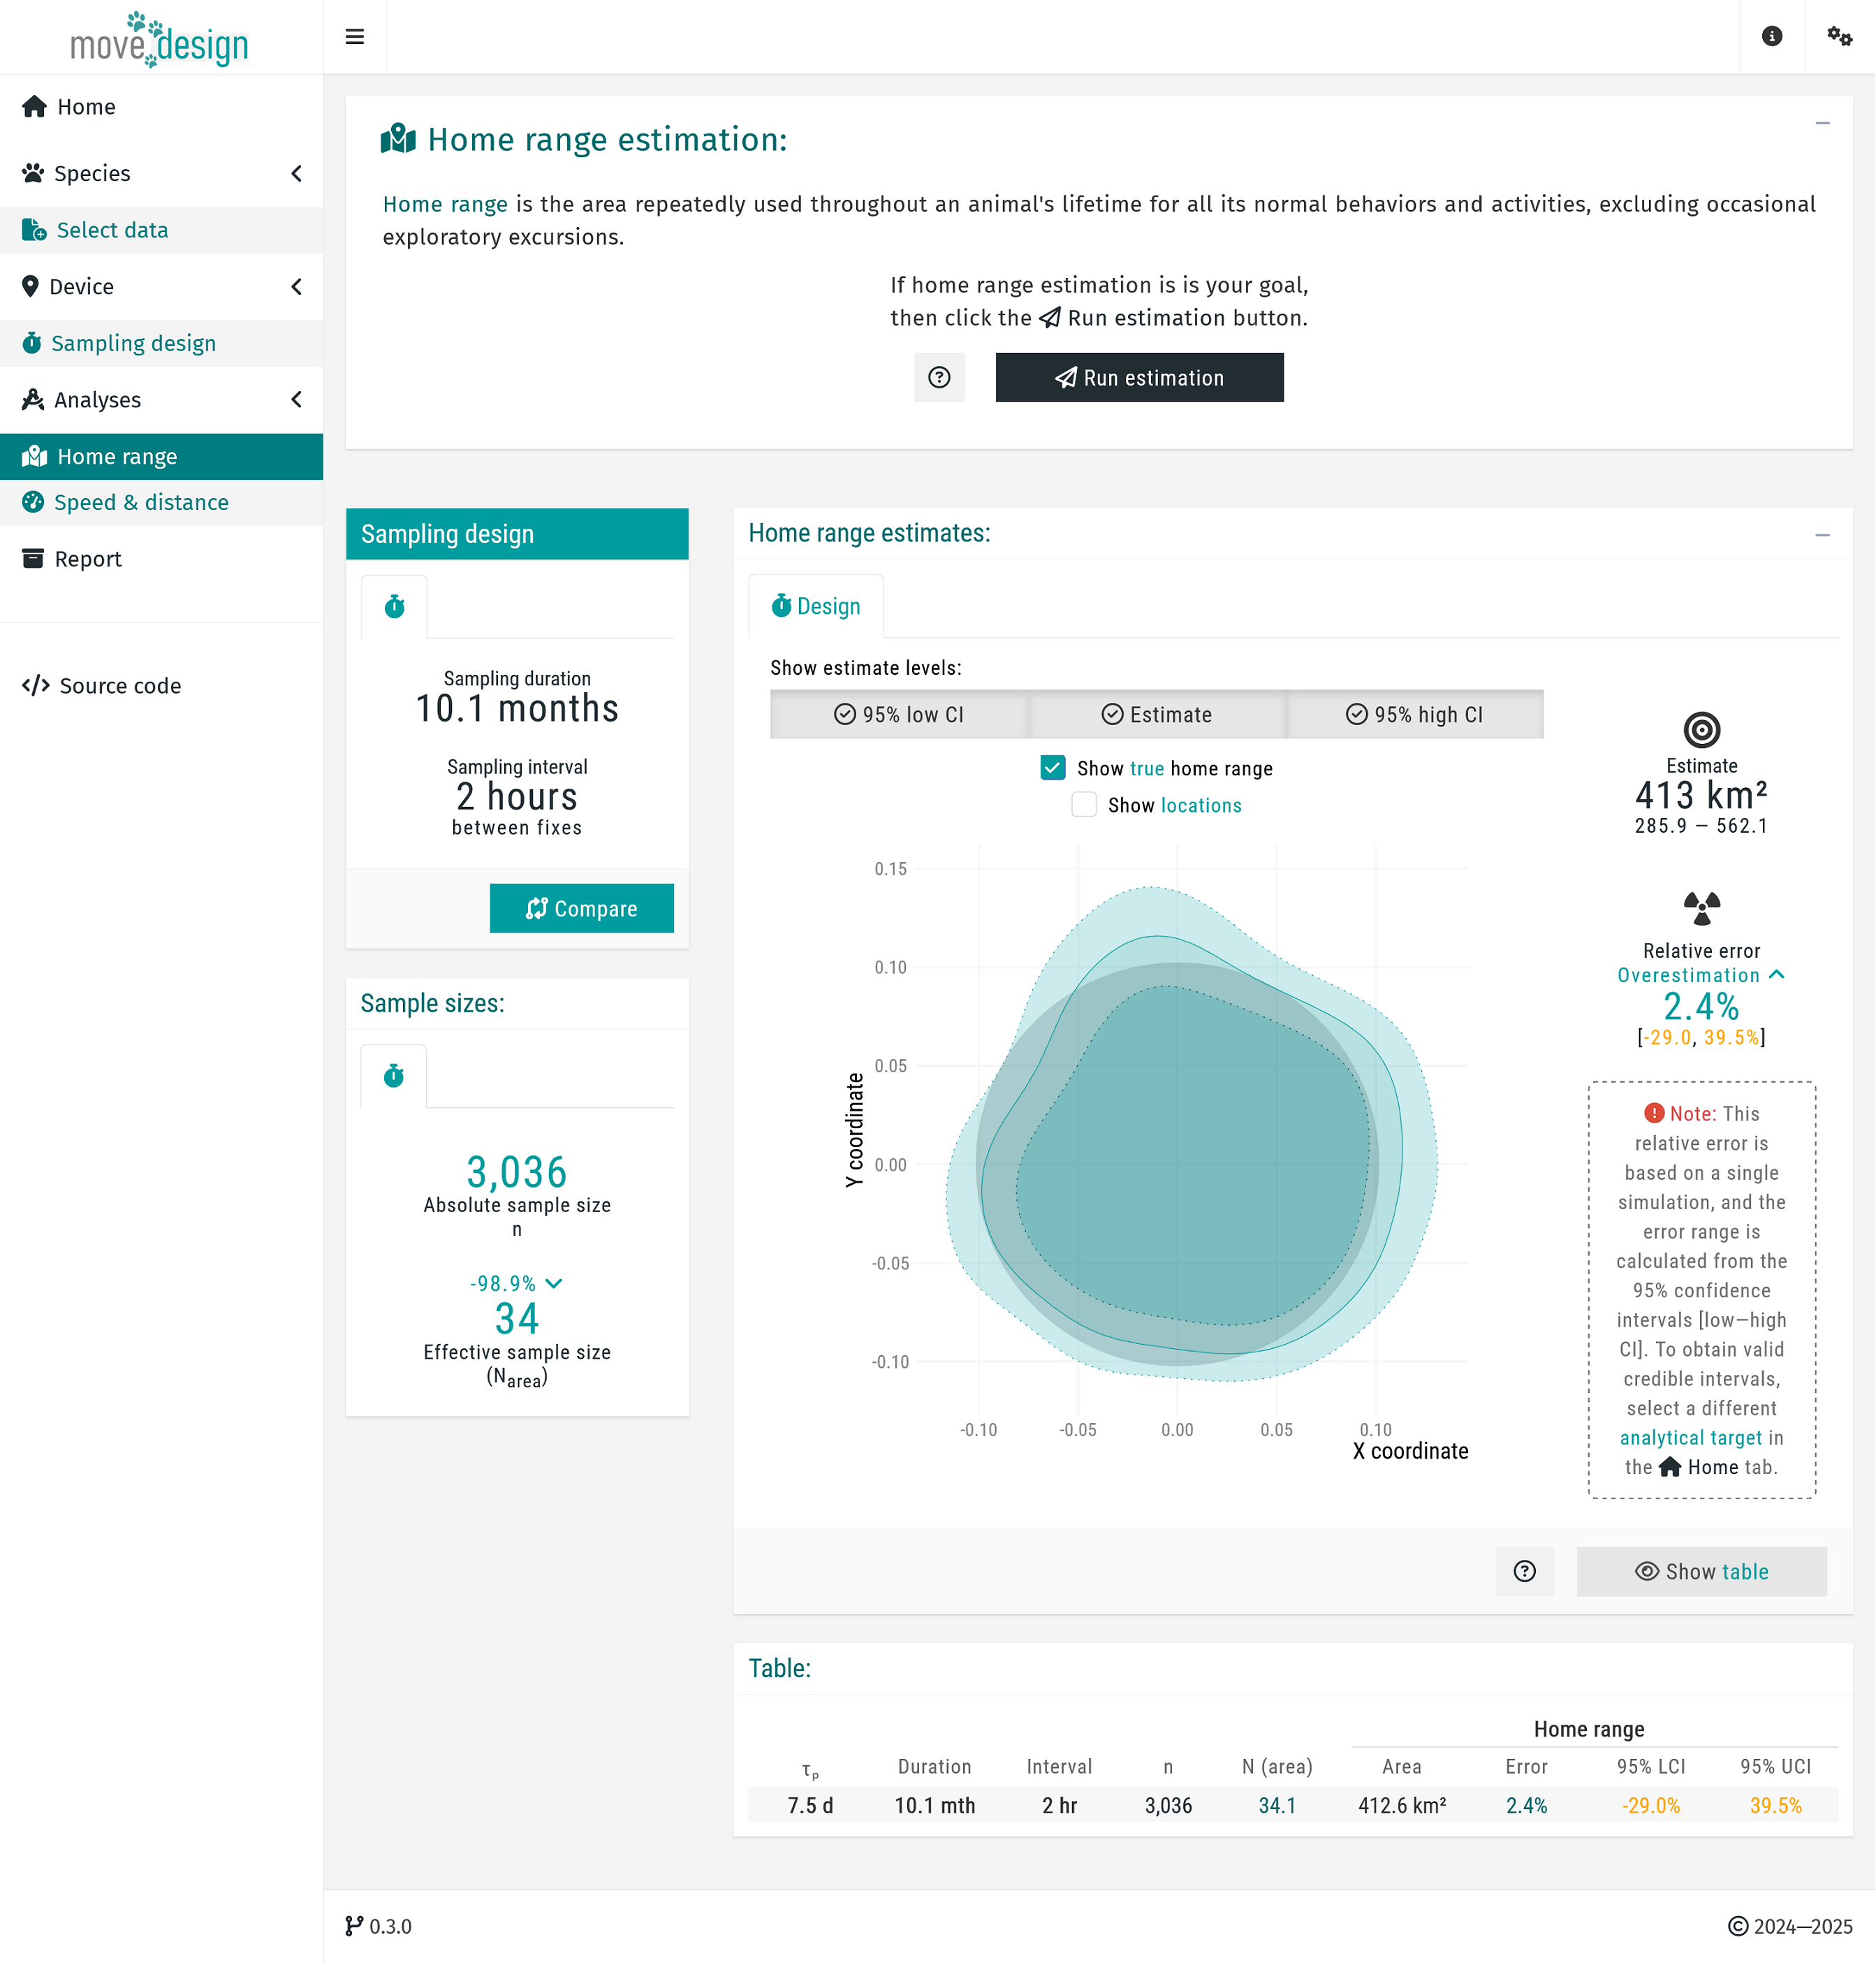 move design
Home
Species
Select data
Device
Sampling design
Analyses
Home range
Speed & distance
Report
Source code
Home range estimation:
Home range is the area repeatedly used throughout an animal's lifetime for all its normal behaviors and activities, excluding occasional
exploratory excursions.
If home range estimation is is your goal,
then click the Run estimation button.
Run estimation
Sampling design
Sampling duration
10.1 months
Sampling interval
2 hours
between fixes
Compare
Sample sizes:
3,036
Absolute sample size
n
-98.9%
34
Effective sample size
(Narea)
Home range estimates:
Design
Show estimate levels:
95% low CI
Estimate
95% high CI
Show true home range
Show locations
0.15
0.10
0.05
0.00
-0.05
-0.10
Y coordinate
-0.10 -0.05 0.00 0.05 0.10
X coordinate
Estimate
413 km²
285.9 — 562.1
Relative error
Overestimation
2.4%
[-29.0, 39.5%]
Note: This
relative error is
based on a single
simulation, and the
error range is
calculated from the
95% confidence
intervals [low—high
CI]. To obtain valid
credible intervals,
select a different
analytical target in
the Home tab.
Show table
Table:
Home range
τp Duration Interval n N (area) Area Error 95% LCI 95% UCI
7.5 d 10.1 mth 2 hr 3,036 34.1 412.6 km² 2.4% -29.0% 39.5%
0.3.0
© 2024—2025